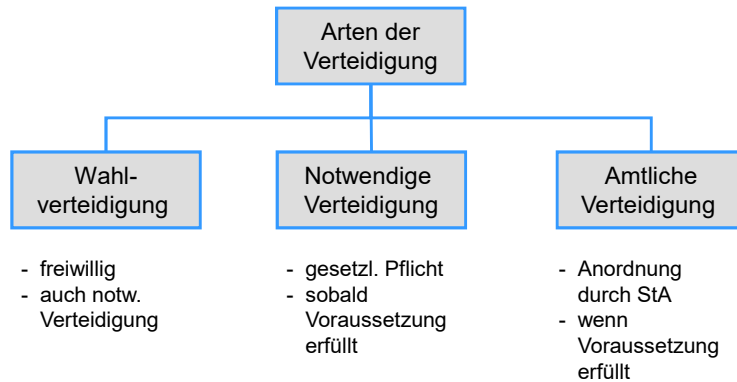 Arten der
Verteidigung
Wahl-
verteidigung
- freiwillig
- auch notw.
Verteidigung
Notwendige
Verteidigung
- gesetzl. Pflicht
- sobald
Voraussetzung
erfüllt
Amtliche
Verteidigung
- Anordnung
durch StA
- wenn
Voraussetzung
erfüllt